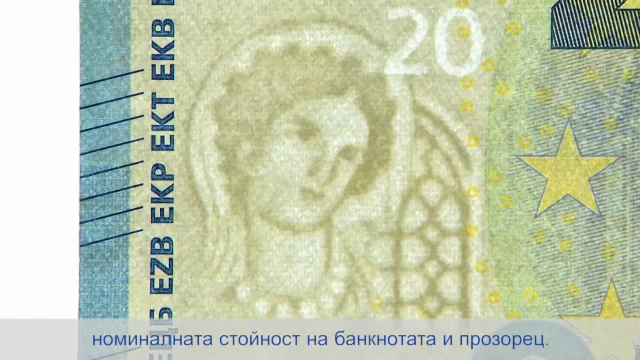 20
ЕЦБ EZB EKP EKT EKB
номиналната стойност на банкнотата и прозорец.